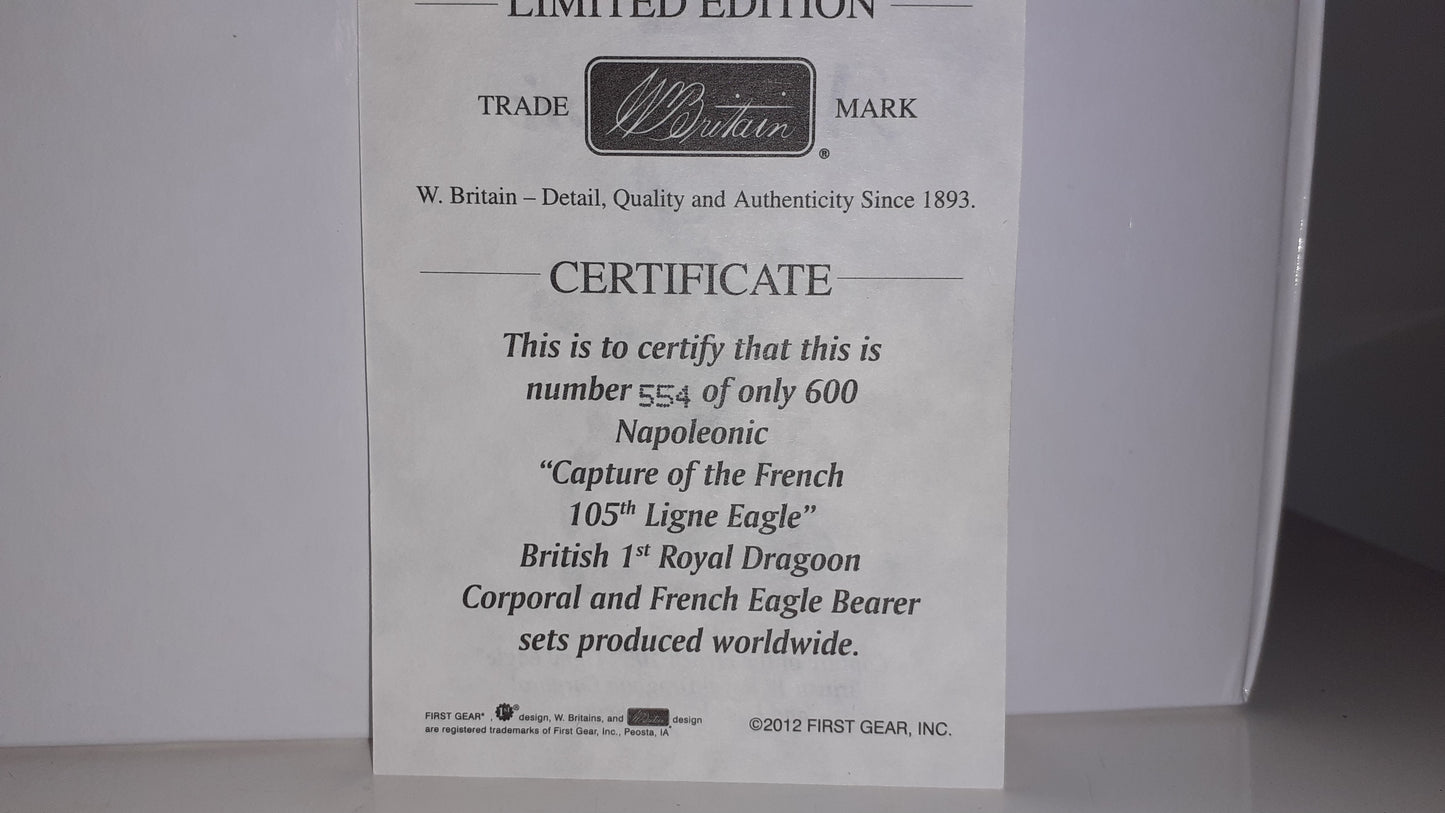 LIMITED EDITION
TRADE W Britain ® MARK
W. Britain – Detail, Quality and Authenticity Since 1893.
CERTIFICATE
This is to certify that this is
number 554 of only 600
Napoleonic
“Capture of the French
105th Ligne Eagle”
British 1st Royal Dragoon
Corporal and French Eagle Bearer
sets produced worldwide.
FIRST GEAR®, 1st ® design, W. Britains, and W Britain design
are registered trademarks of First Gear, Inc., Peosta, IA
©2012 FIRST GEAR, INC.